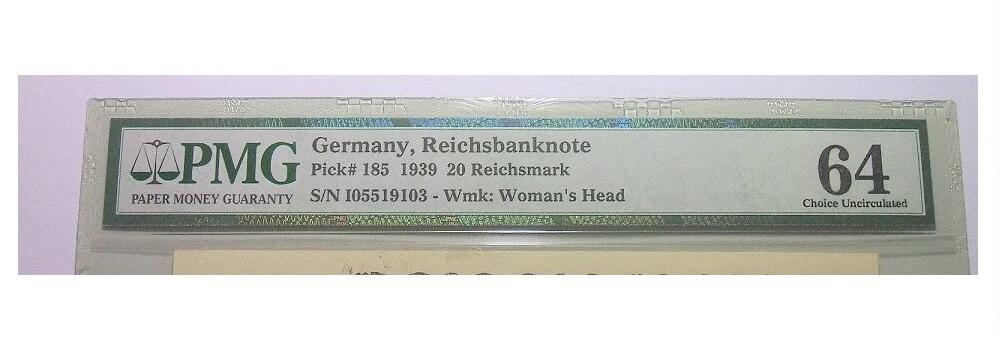 PMG
PAPER MONEY GUARANTY
Germany, Reichsbanknote
Pick# 185 1939 20 Reichsmark
S/N I05519103 - Wmk: Woman's Head
64
Choice Uncirculated